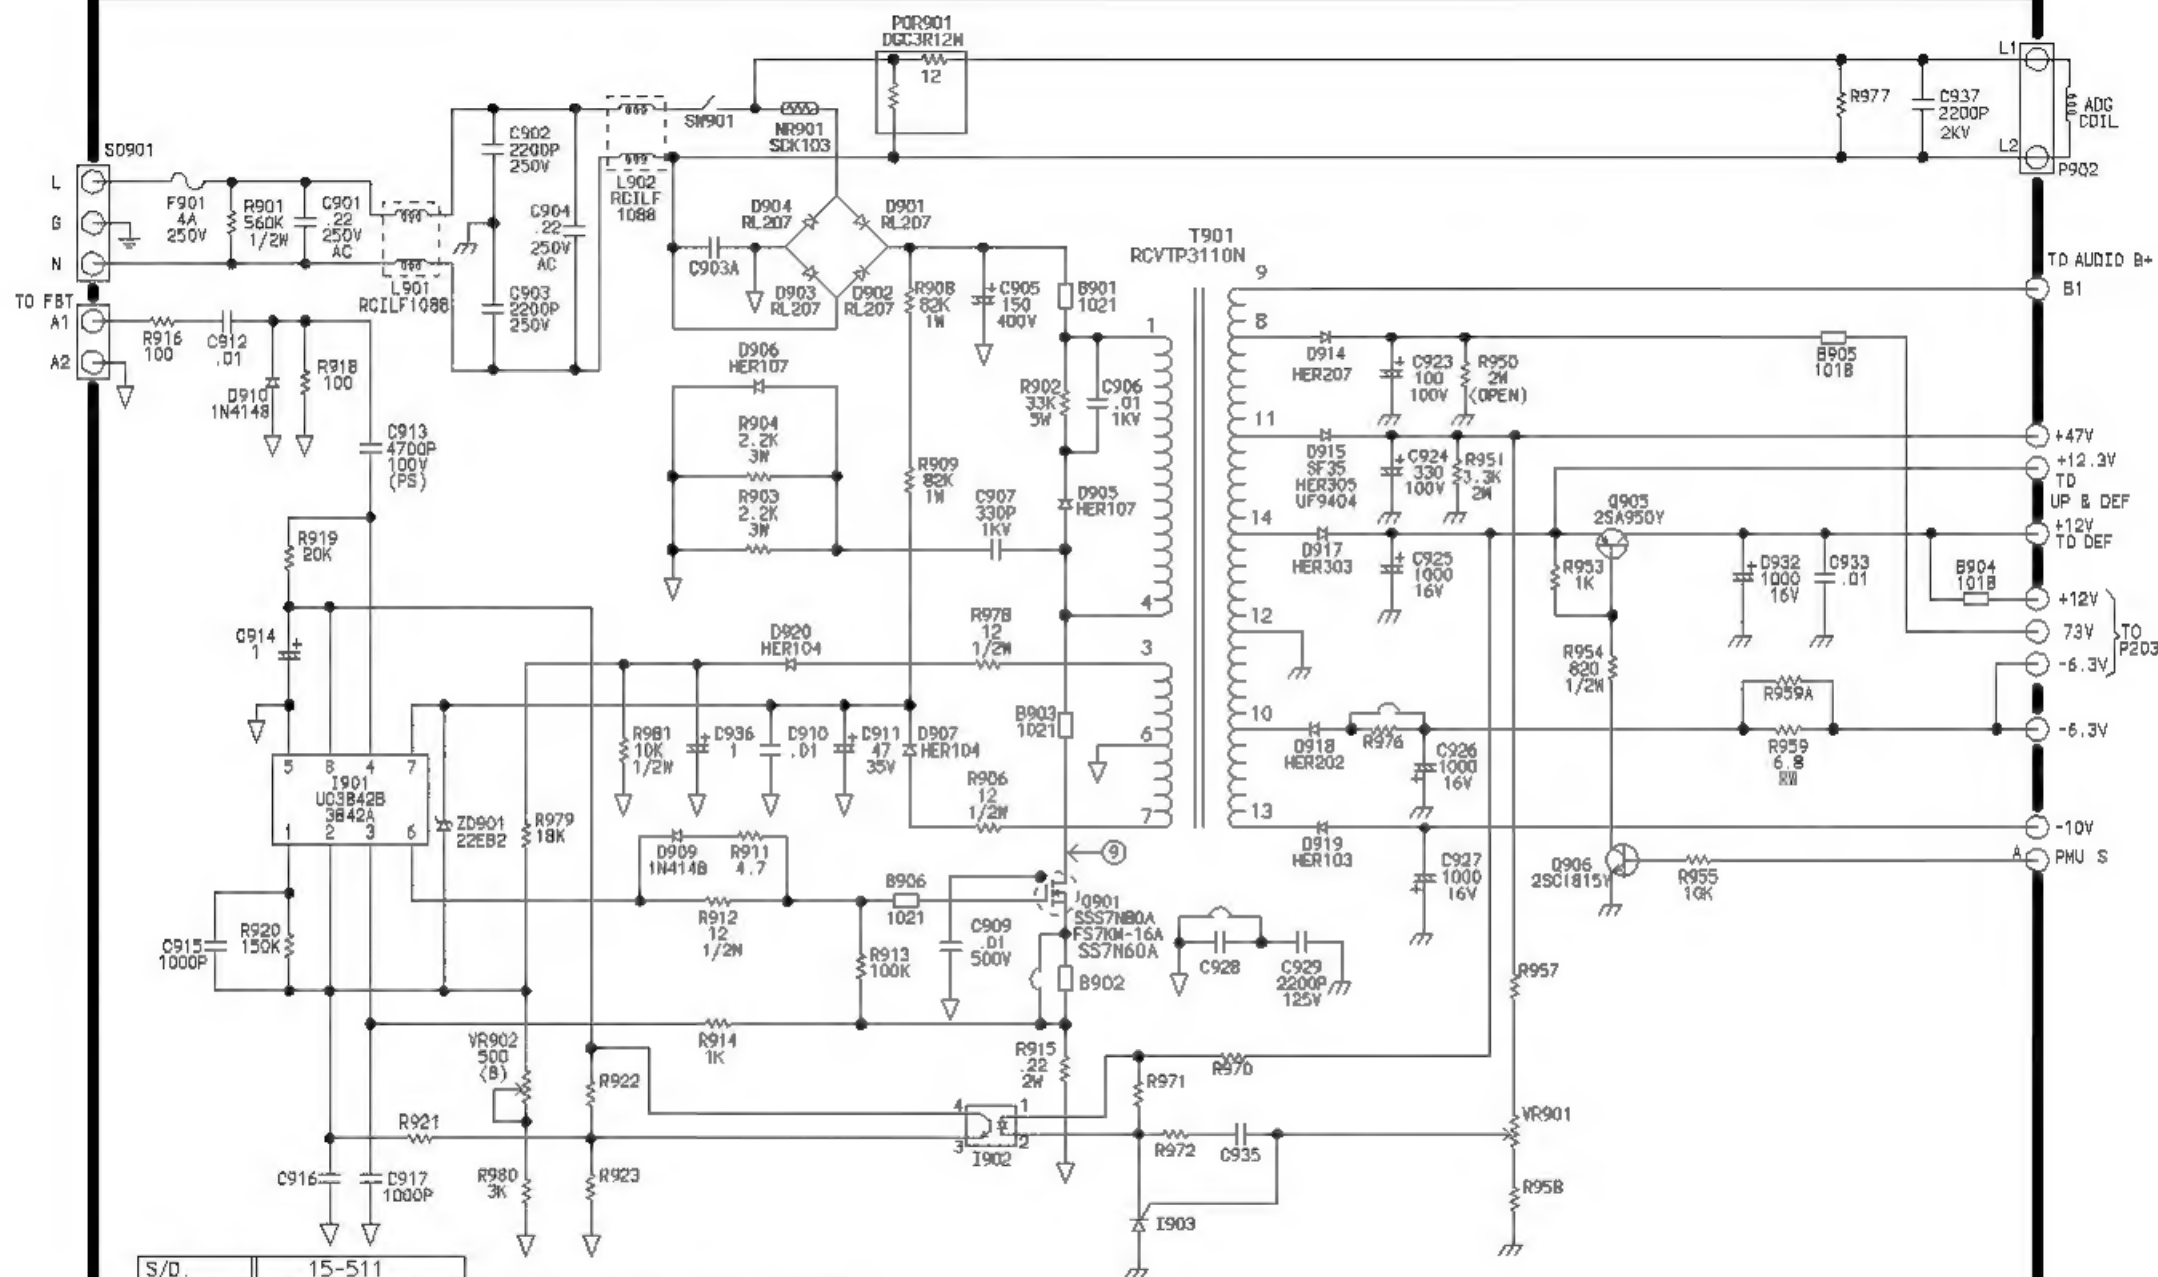 POR901
DGC3R12M
12
L1
R977
C937
2200P
2KV
ADG
COIL
L2
P902
SW901
NR901
SCK103
C902
2200P
250V
L902
RCILF
1088
SO901
L
G
N
F901
4A
250V
R901
560K
1/2W
C901
.22
250V
AC
C904
.22
250V
AC
L901
RCILF1088
C903
2200P
250V
D904
RL207
D901
RL207
C903A
D903
RL207
D902
RL207
R908
82K
1W
C905
150
400V
B901
1021
T901
RCVTP3110N
TO AUDIO B+
B1
TO FBT
A1
A2
R916
100
C912
.01
D910
1N4148
R918
100
C913
4700P
100V
(PS)
D906
HER107
R904
2.2K
3W
R903
2.2K
3W
R909
82K
1W
C907
330P
1KV
R902
33K
5W
C906
.01
1KV
D905
HER107
1
4
3
6
7
9
8
11
14
12
10
13
D914
HER207
C923
100
100V
R950
2W
(OPEN)
B905
101B
D915
SF35
HER305
UF9404
C924
330
100V
R951
3.3K
2W
+47V
+12.3V
TO
UP & DEF
+12V
TO DEF
Q905
2SA950Y
D917
HER303
C925
1000
16V
R953
1K
C932
1000
16V
C933
.01
B904
101B
+12V
73V
-6.3V
TO
P203
R954
820
1/2W
R959A
R959
6.8
-6.3V
D918
HER202
R976
C926
1000
16V
D919
HER103
C927
1000
16V
-10V
A
PMU S
Q906
2SC1815Y
R955
10K
R919
20K
C914
1
D920
HER104
R978
12
1/2W
R981
10K
1/2W
C936
1
C910
.01
C911
47
35V
D907
HER104
R906
12
1/2W
B903
1021
5 8 4 7
I901
UC3842B
3842A
1 2 3 6
ZD901
22EB2
R979
18K
D909
1N4148
R911
4.7
R912
12
1/2W
B906
1021
9
Q901
SSS7N80A
FS7KM-16A
SS7N60A
C909
.01
500V
R913
100K
B902
C928
C929
2200P
125V
C915
1000P
R920
150K
R914
1K
R915
.22
2W
VR902
500
(B)
R922
R921
R971
R970
R957
VR901
4
1
3
2
I902
R972
C935
C916
C917
1000P
R980
3K
R923
R958
I903
S/D.
15-511